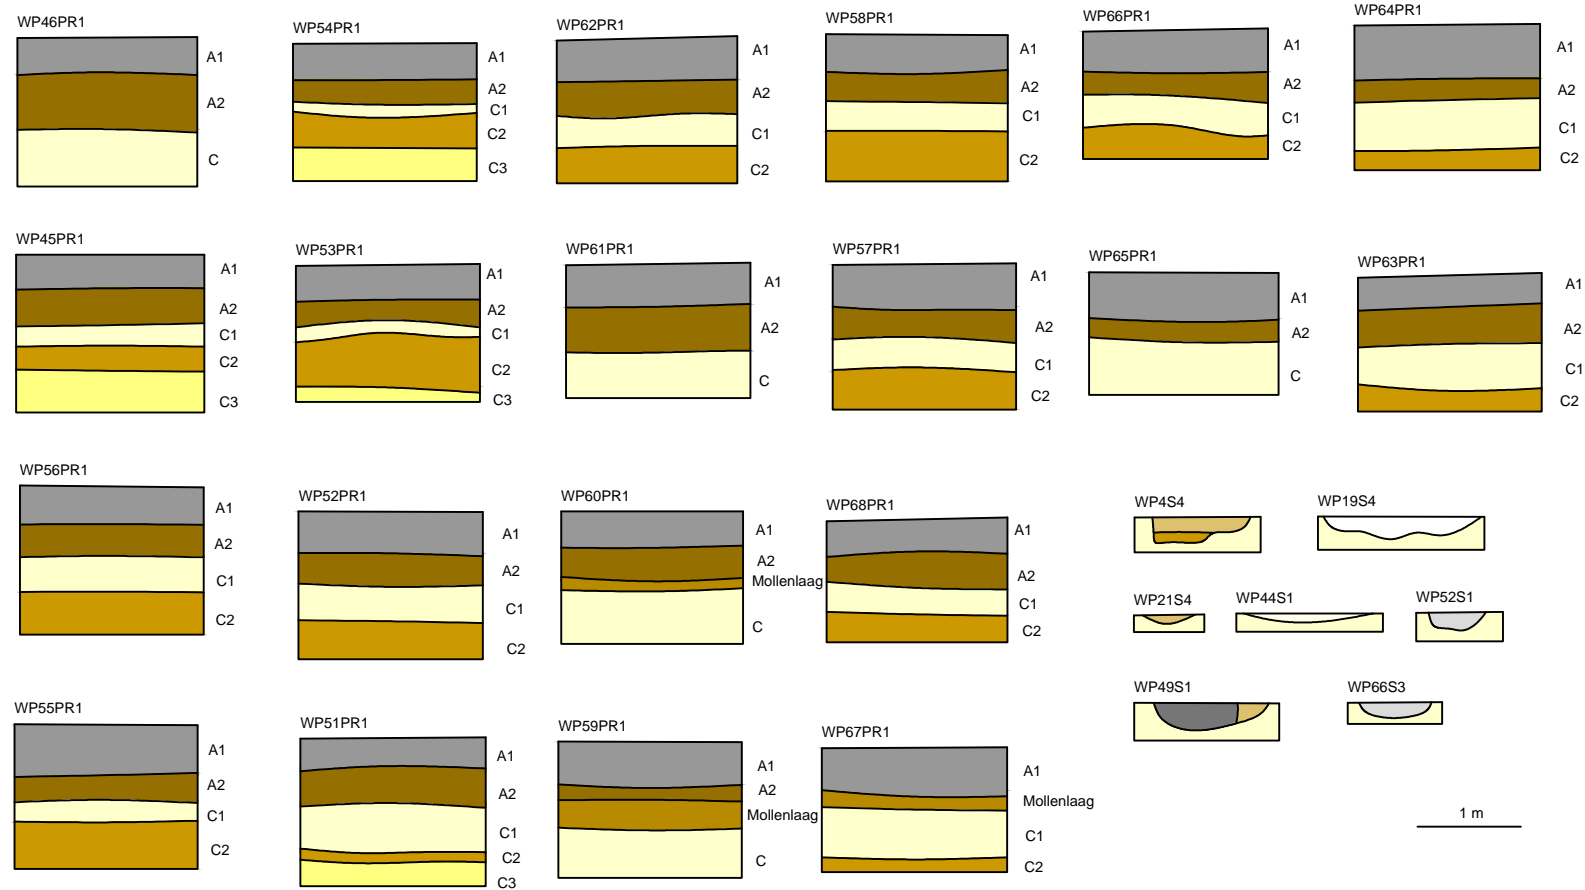 WP46PR1
A1
A2
C
WP54PR1
A1
A2
C1
C2
C3
WP62PR1
A1
A2
C1
C2
WP58PR1
A1
A2
C1
C2
WP66PR1
A1
A2
C1
C2
WP64PR1
A1
A2
C1
C2
WP45PR1
A1
A2
C1
C2
C3
WP53PR1
A1
A2
C1
C2
C3
WP61PR1
A1
A2
C
WP57PR1
A1
A2
C1
C2
WP65PR1
A1
A2
C
WP63PR1
A1
A2
C1
C2
WP56PR1
A1
A2
C1
C2
WP52PR1
A1
A2
C1
C2
WP60PR1
A1
A2
Mollenlaag
C
WP68PR1
A1
A2
C1
C2
WP4S4
WP19S4
WP21S4
WP44S1
WP52S1
WP49S1
WP66S3
WP55PR1
A1
A2
C1
C2
WP51PR1
A1
A2
C1
C2
C3
WP59PR1
A1
A2
Mollenlaag
C
WP67PR1
A1
Mollenlaag
C1
C2
1 m